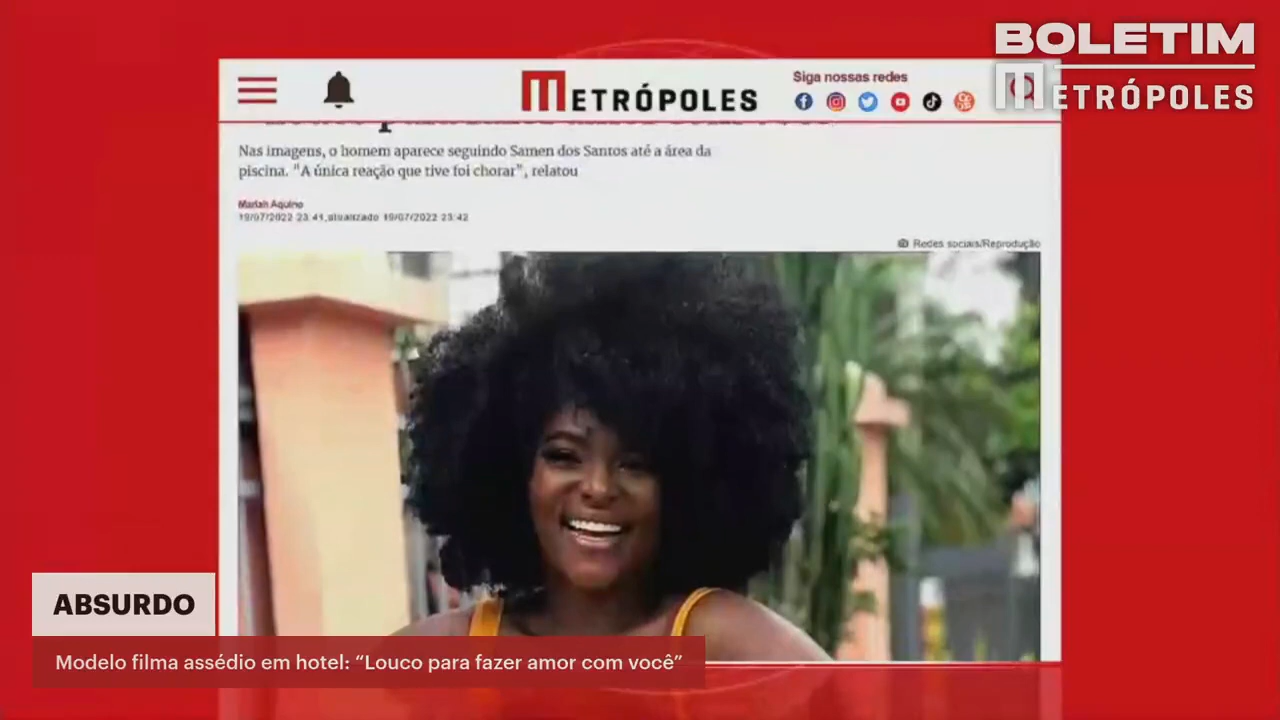 BOLETIM
METRÓPOLES
METRÓPOLES
Siga nossas redes
Nas imagens, o homem aparece seguindo Samen dos Santos até a área da
piscina. "A única reação que tive foi chorar", relatou
Mariah Aquino
19/07/2022 23:41, atualizado 19/07/2022 23:42
Redes sociais/Reprodução
ABSURDO
Modelo filma assédio em hotel: “Louco para fazer amor com você”